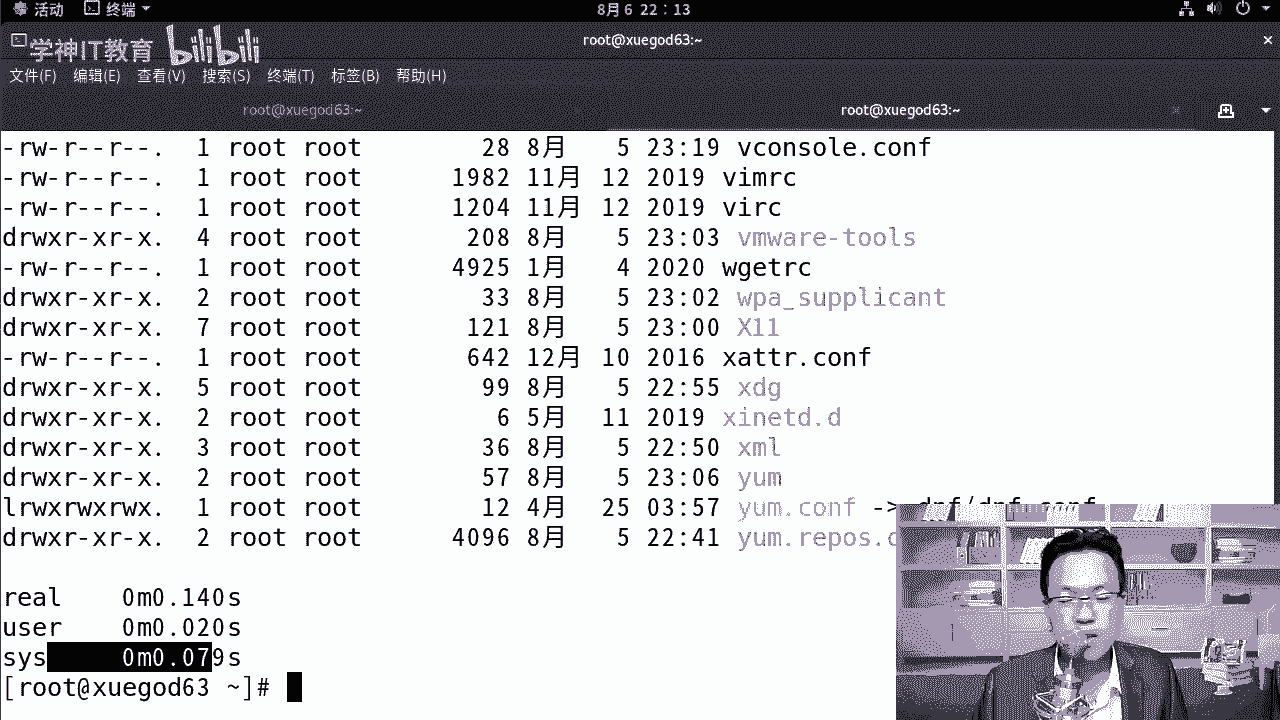 活动 终端 8月6 22:13
学神IT教育 bilibili root@xuegod63:~
文件(F) 编辑(E) 查看(V) 搜索(S) 终端(T) 标签(B) 帮助(H)
root@xuegod63:~ root@xuegod63:~
-rw-r--r--. 1 root root 28 8月 5 23:19 vconsole.conf
-rw-r--r--. 1 root root 1982 11月 12 2019 vimrc
-rw-r--r--. 1 root root 1204 11月 12 2019 virc
drwxr-xr-x. 4 root root 208 8月 5 23:03 vmware-tools
-rw-r--r--. 1 root root 4925 1月 4 2020 wgetrc
drwxr-xr-x. 2 root root 33 8月 5 23:02 wpa_supplicant
drwxr-xr-x. 7 root root 121 8月 5 23:00 X11
-rw-r--r--. 1 root root 642 12月 10 2016 xattr.conf
drwxr-xr-x. 5 root root 99 8月 5 22:55 xdg
drwxr-xr-x. 2 root root 6 5月 11 2019 xinetd.d
drwxr-xr-x. 3 root root 36 8月 5 22:50 xml
drwxr-xr-x. 2 root root 57 8月 5 23:06 yum
lrwxrwxrwx. 1 root root 12 4月 25 03:57 yum.conf -> dnf/dnf.conf
drwxr-xr-x. 2 root root 4096 8月 5 22:41 yum.repos.
real 0m0.140s
user 0m0.020s
sys 0m0.079s
[root@xuegod63 ~]#